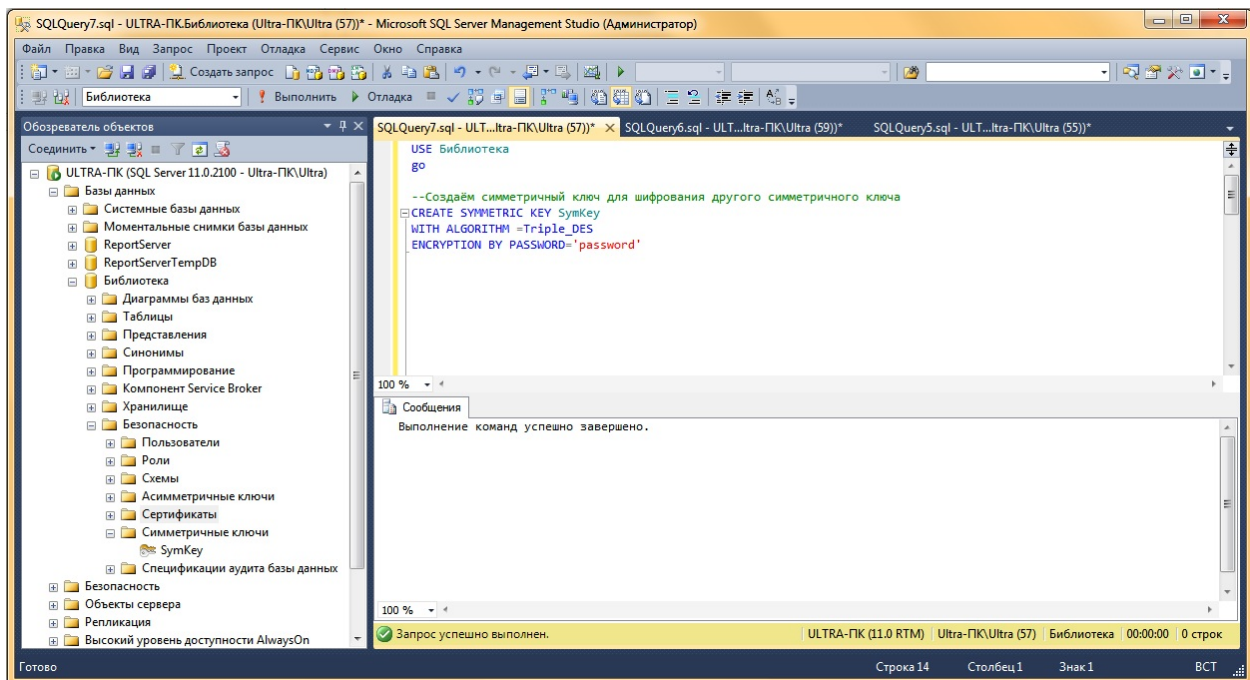 SQLQuery7.sql - ULTRA-ПК.Библиотека (Ultra-ПК\Ultra (57))* - Microsoft SQL Server Management Studio (Администратор)
Файл Правка Вид Запрос Проект Отладка Сервис Окно Справка
Создать запрос
Библиотека Выполнить Отладка
Обозреватель объектов
Соединить
ULTRA-ПК (SQL Server 11.0.2100 - Ultra-ПК\Ultra)
Базы данных
Системные базы данных
Моментальные снимки базы данных
ReportServer
ReportServerTempDB
Библиотека
Диаграммы баз данных
Таблицы
Представления
Синонимы
Программирование
Компонент Service Broker
Хранилище
Безопасность
Пользователи
Роли
Схемы
Асимметричные ключи
Сертификаты
Симметричные ключи
SymKey
Спецификации аудита базы данных
Безопасность
Объекты сервера
Репликация
Высокий уровень доступности AlwaysOn
SQLQuery7.sql - ULT...ltra-ПК\Ultra (57))* SQLQuery6.sql - ULT...ltra-ПК\Ultra (59))* SQLQuery5.sql - ULT...ltra-ПК\Ultra (55))*
USE Библиотека
go
--Создаём симметричный ключ для шифрования другого симметричного ключа
CREATE SYMMETRIC KEY SymKey
WITH ALGORITHM =Triple_DES
ENCRYPTION BY PASSWORD='password'
100 %
Сообщения
Выполнение команд успешно завершено.
100 %
Запрос успешно выполнен. ULTRA-ПК (11.0 RTM) Ultra-ПК\Ultra (57) Библиотека 00:00:00 0 строк
Готово Строка 14 Столбец 1 Знак 1 ВСТ